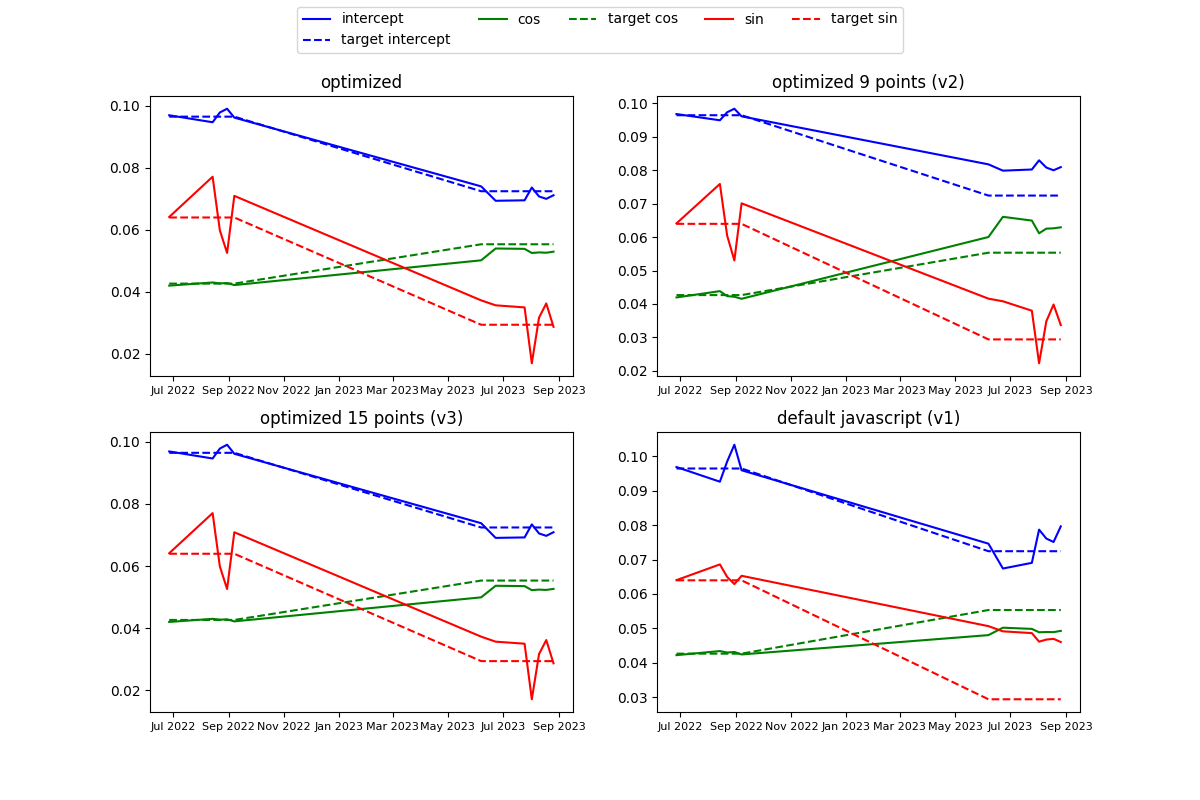 intercept cos target cos sin target sin
target intercept
optimized
0.10
0.08
0.06
0.04
0.02
Jul 2022 Sep 2022 Nov 2022 Jan 2023 Mar 2023 May 2023 Jul 2023 Sep 2023
optimized 9 points (v2)
0.10
0.09
0.08
0.07
0.06
0.05
0.04
0.03
0.02
Jul 2022 Sep 2022 Nov 2022 Jan 2023 Mar 2023 May 2023 Jul 2023 Sep 2023
optimized 15 points (v3)
0.10
0.08
0.06
0.04
0.02
Jul 2022 Sep 2022 Nov 2022 Jan 2023 Mar 2023 May 2023 Jul 2023 Sep 2023
default javascript (v1)
0.10
0.09
0.08
0.07
0.06
0.05
0.04
0.03
Jul 2022 Sep 2022 Nov 2022 Jan 2023 Mar 2023 May 2023 Jul 2023 Sep 2023